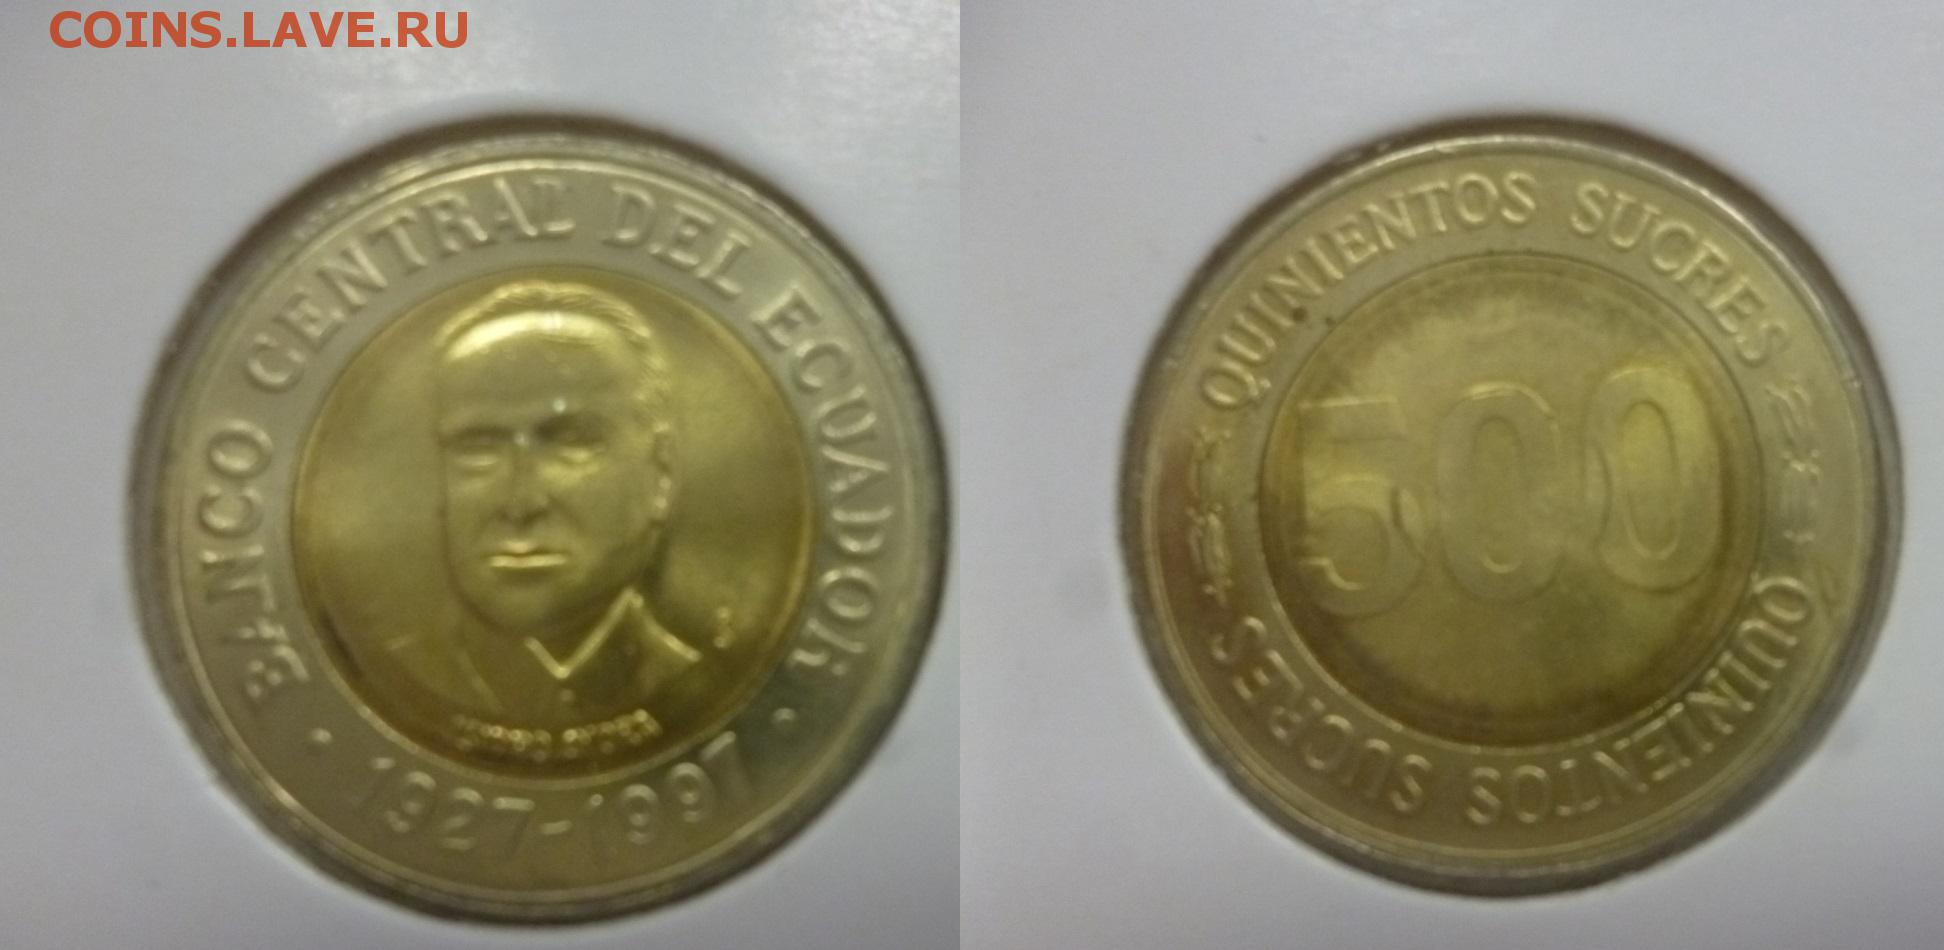 COINS.LAVE.RU
BANCO CENTRAL DEL ECUADOR
· 1927-1997 ·
QUINIENTOS SUCRES
500
QUINIENTOS SUCRES